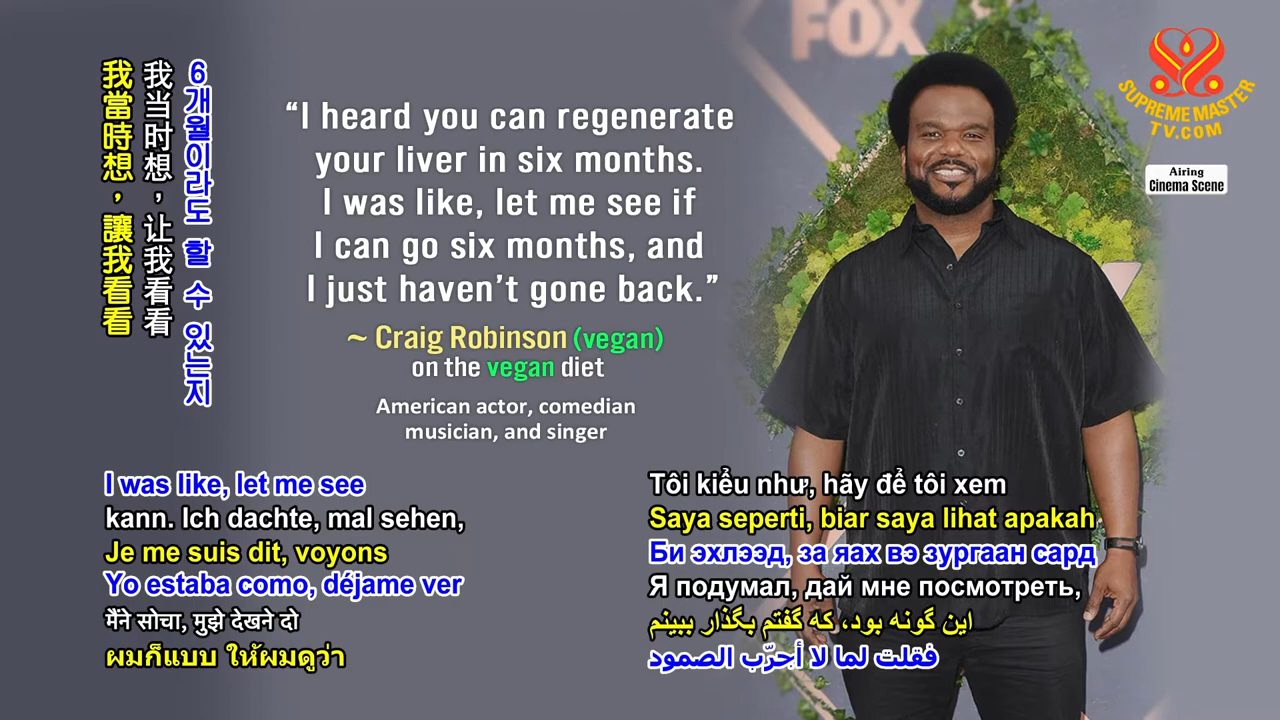 FOX
SUPREME MASTER
TV.COM
Airing
Cinema Scene
我當時想，讓我看看
我当时想，让我看看
6개월이라도 할 수 있는지
“I heard you can regenerate
your liver in six months.
I was like, let me see if
I can go six months, and
I just haven’t gone back.”
~ Craig Robinson (vegan)
on the vegan diet
American actor, comedian
musician, and singer
I was like, let me see
kann. Ich dachte, mal sehen,
Je me suis dit, voyons
Yo estaba como, déjame ver
मैंने सोचा, मुझे देखने दो
ผมก็แบบ ให้ผมดูว่า
Tôi kiểu như, hãy để tôi xem
Saya seperti, biar saya lihat apakah
Би эхлээд, за яах вэ зургаан сард
Я подумал, дай мне посмотреть,
این گونه بود، که گفتم بگذار ببینم
فقلت لما لا أجرّب الصمود